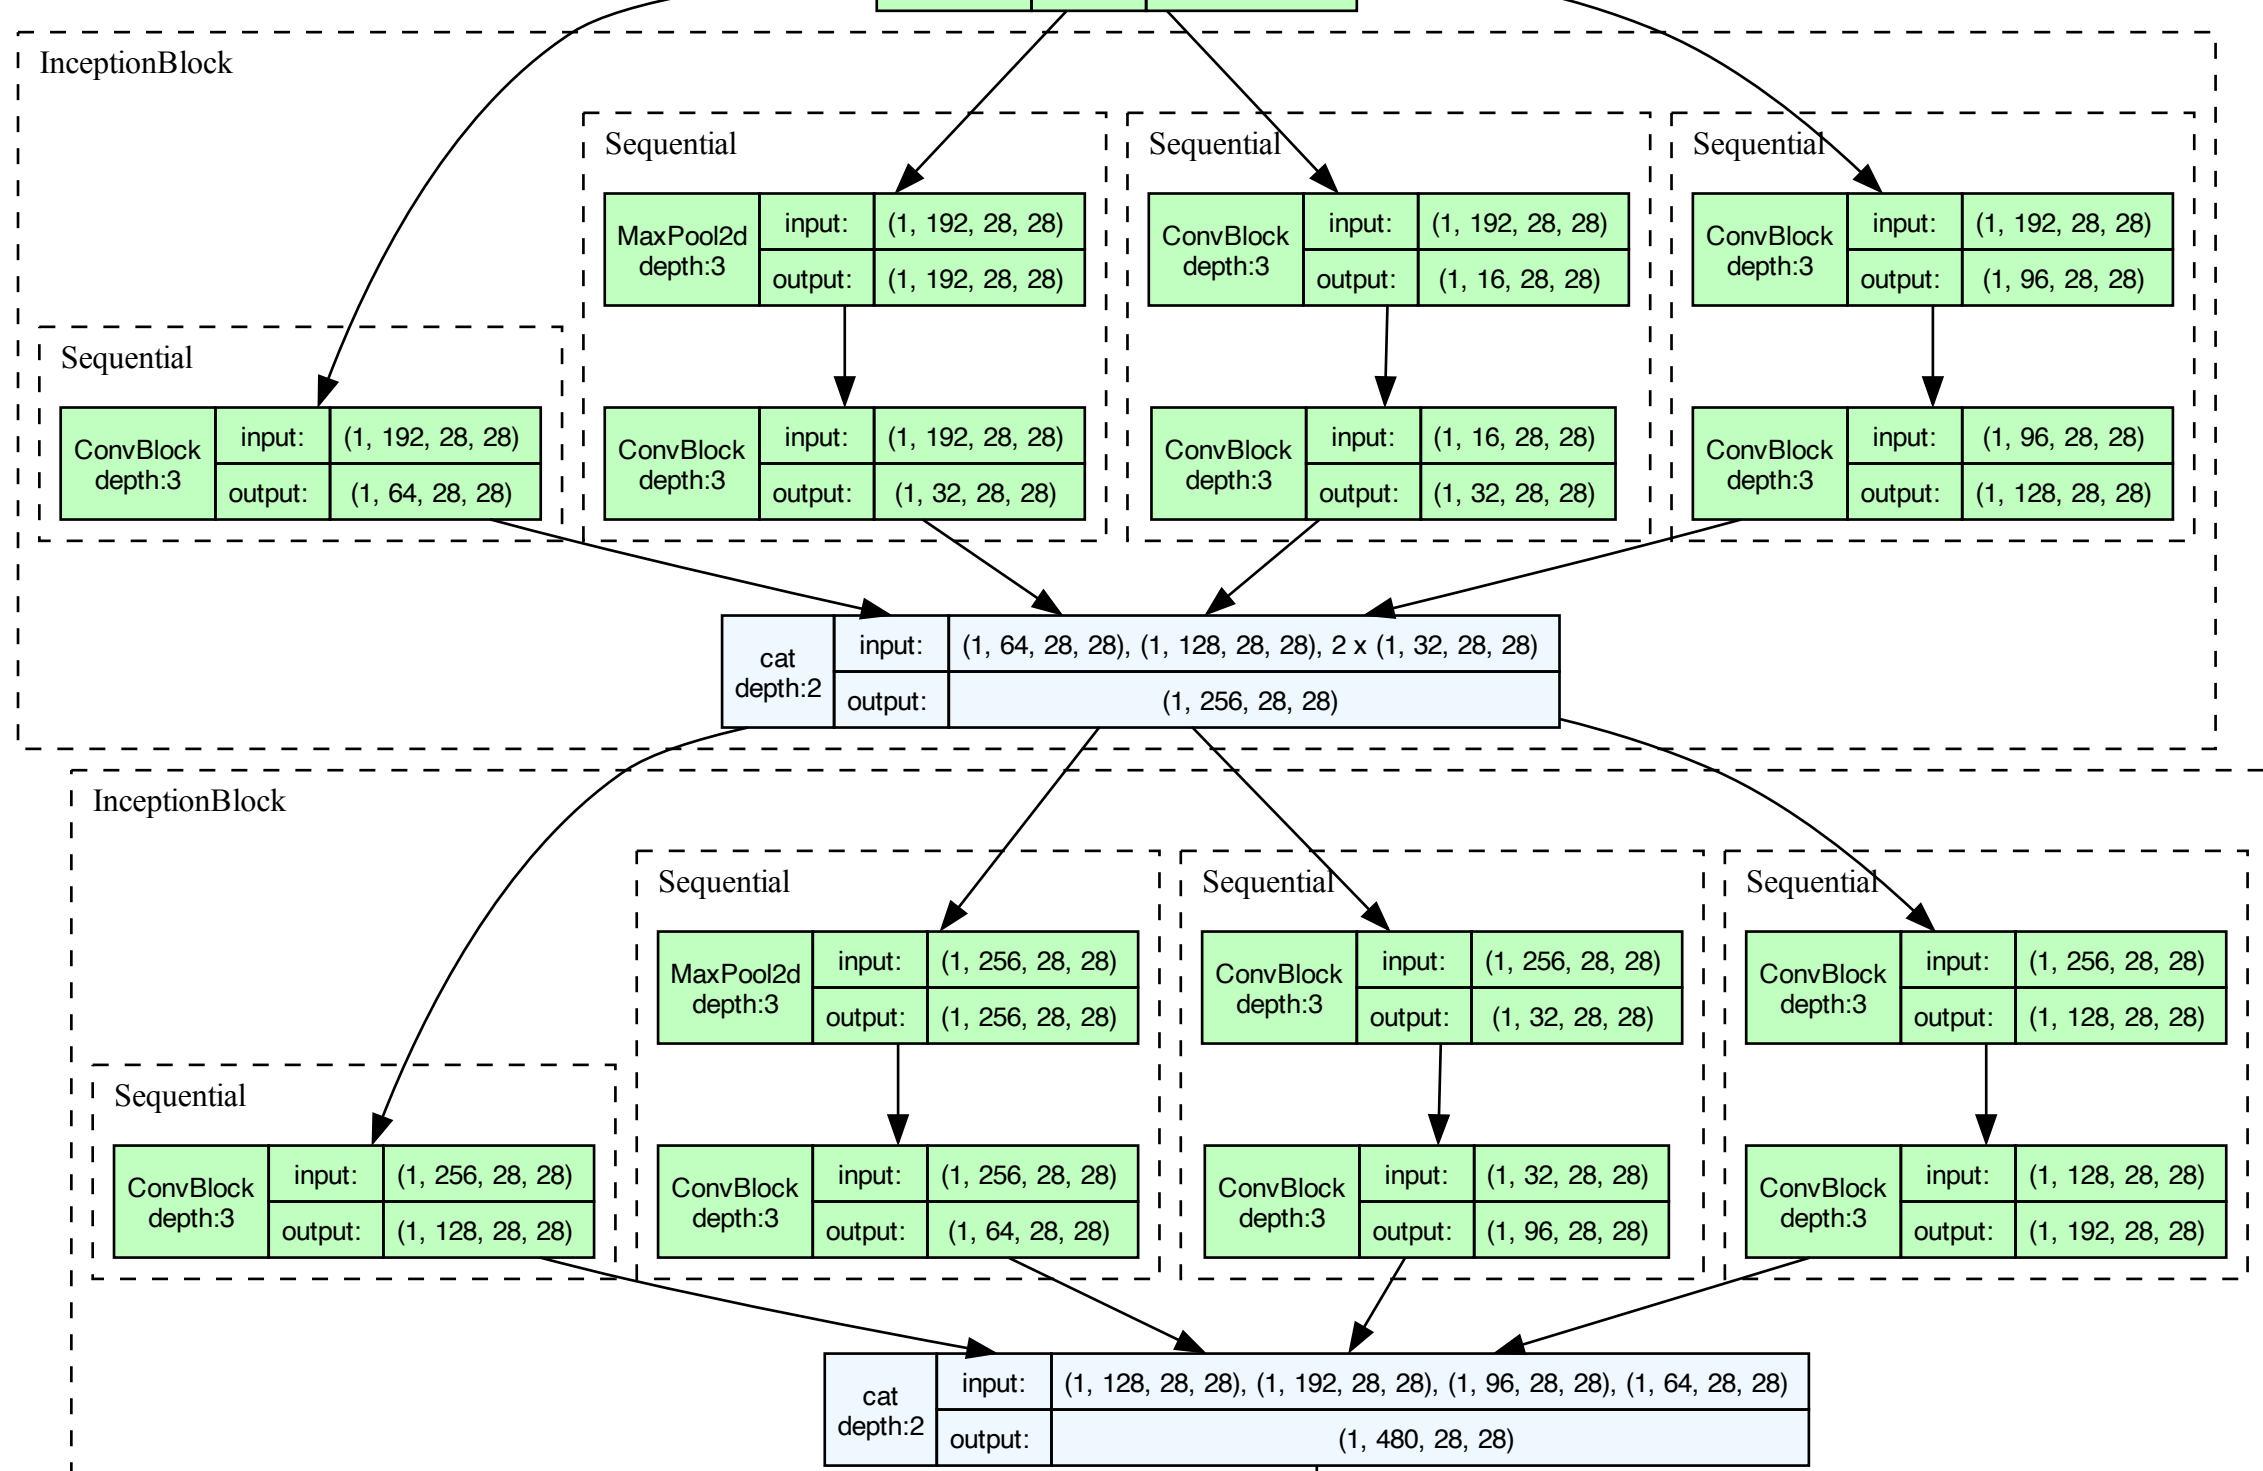 InceptionBlock
Sequential
Sequential
Sequential
MaxPool2d
depth:3
input:
(1, 192, 28, 28)
output:
(1, 192, 28, 28)
ConvBlock
depth:3
input:
(1, 192, 28, 28)
output:
(1, 16, 28, 28)
ConvBlock
depth:3
input:
(1, 192, 28, 28)
output:
(1, 96, 28, 28)
Sequential
ConvBlock
depth:3
input:
(1, 192, 28, 28)
output:
(1, 64, 28, 28)
ConvBlock
depth:3
input:
(1, 192, 28, 28)
output:
(1, 32, 28, 28)
ConvBlock
depth:3
input:
(1, 16, 28, 28)
output:
(1, 32, 28, 28)
ConvBlock
depth:3
input:
(1, 96, 28, 28)
output:
(1, 128, 28, 28)
cat
depth:2
input:
(1, 64, 28, 28), (1, 128, 28, 28), 2 x (1, 32, 28, 28)
output:
(1, 256, 28, 28)
InceptionBlock
Sequential
Sequential
Sequential
MaxPool2d
depth:3
input:
(1, 256, 28, 28)
output:
(1, 256, 28, 28)
ConvBlock
depth:3
input:
(1, 256, 28, 28)
output:
(1, 32, 28, 28)
ConvBlock
depth:3
input:
(1, 256, 28, 28)
output:
(1, 128, 28, 28)
Sequential
ConvBlock
depth:3
input:
(1, 256, 28, 28)
output:
(1, 128, 28, 28)
ConvBlock
depth:3
input:
(1, 256, 28, 28)
output:
(1, 64, 28, 28)
ConvBlock
depth:3
input:
(1, 32, 28, 28)
output:
(1, 96, 28, 28)
ConvBlock
depth:3
input:
(1, 128, 28, 28)
output:
(1, 192, 28, 28)
cat
depth:2
input:
(1, 128, 28, 28), (1, 192, 28, 28), (1, 96, 28, 28), (1, 64, 28, 28)
output:
(1, 480, 28, 28)